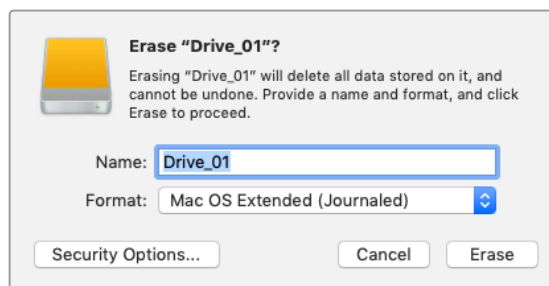 Erase “Drive_01”?
Erasing “Drive_01” will delete all data stored on it, and
cannot be undone. Provide a name and format, and click
Erase to proceed.
Name: Drive_01
Format: Mac OS Extended (Journaled)
Security Options... Cancel Erase